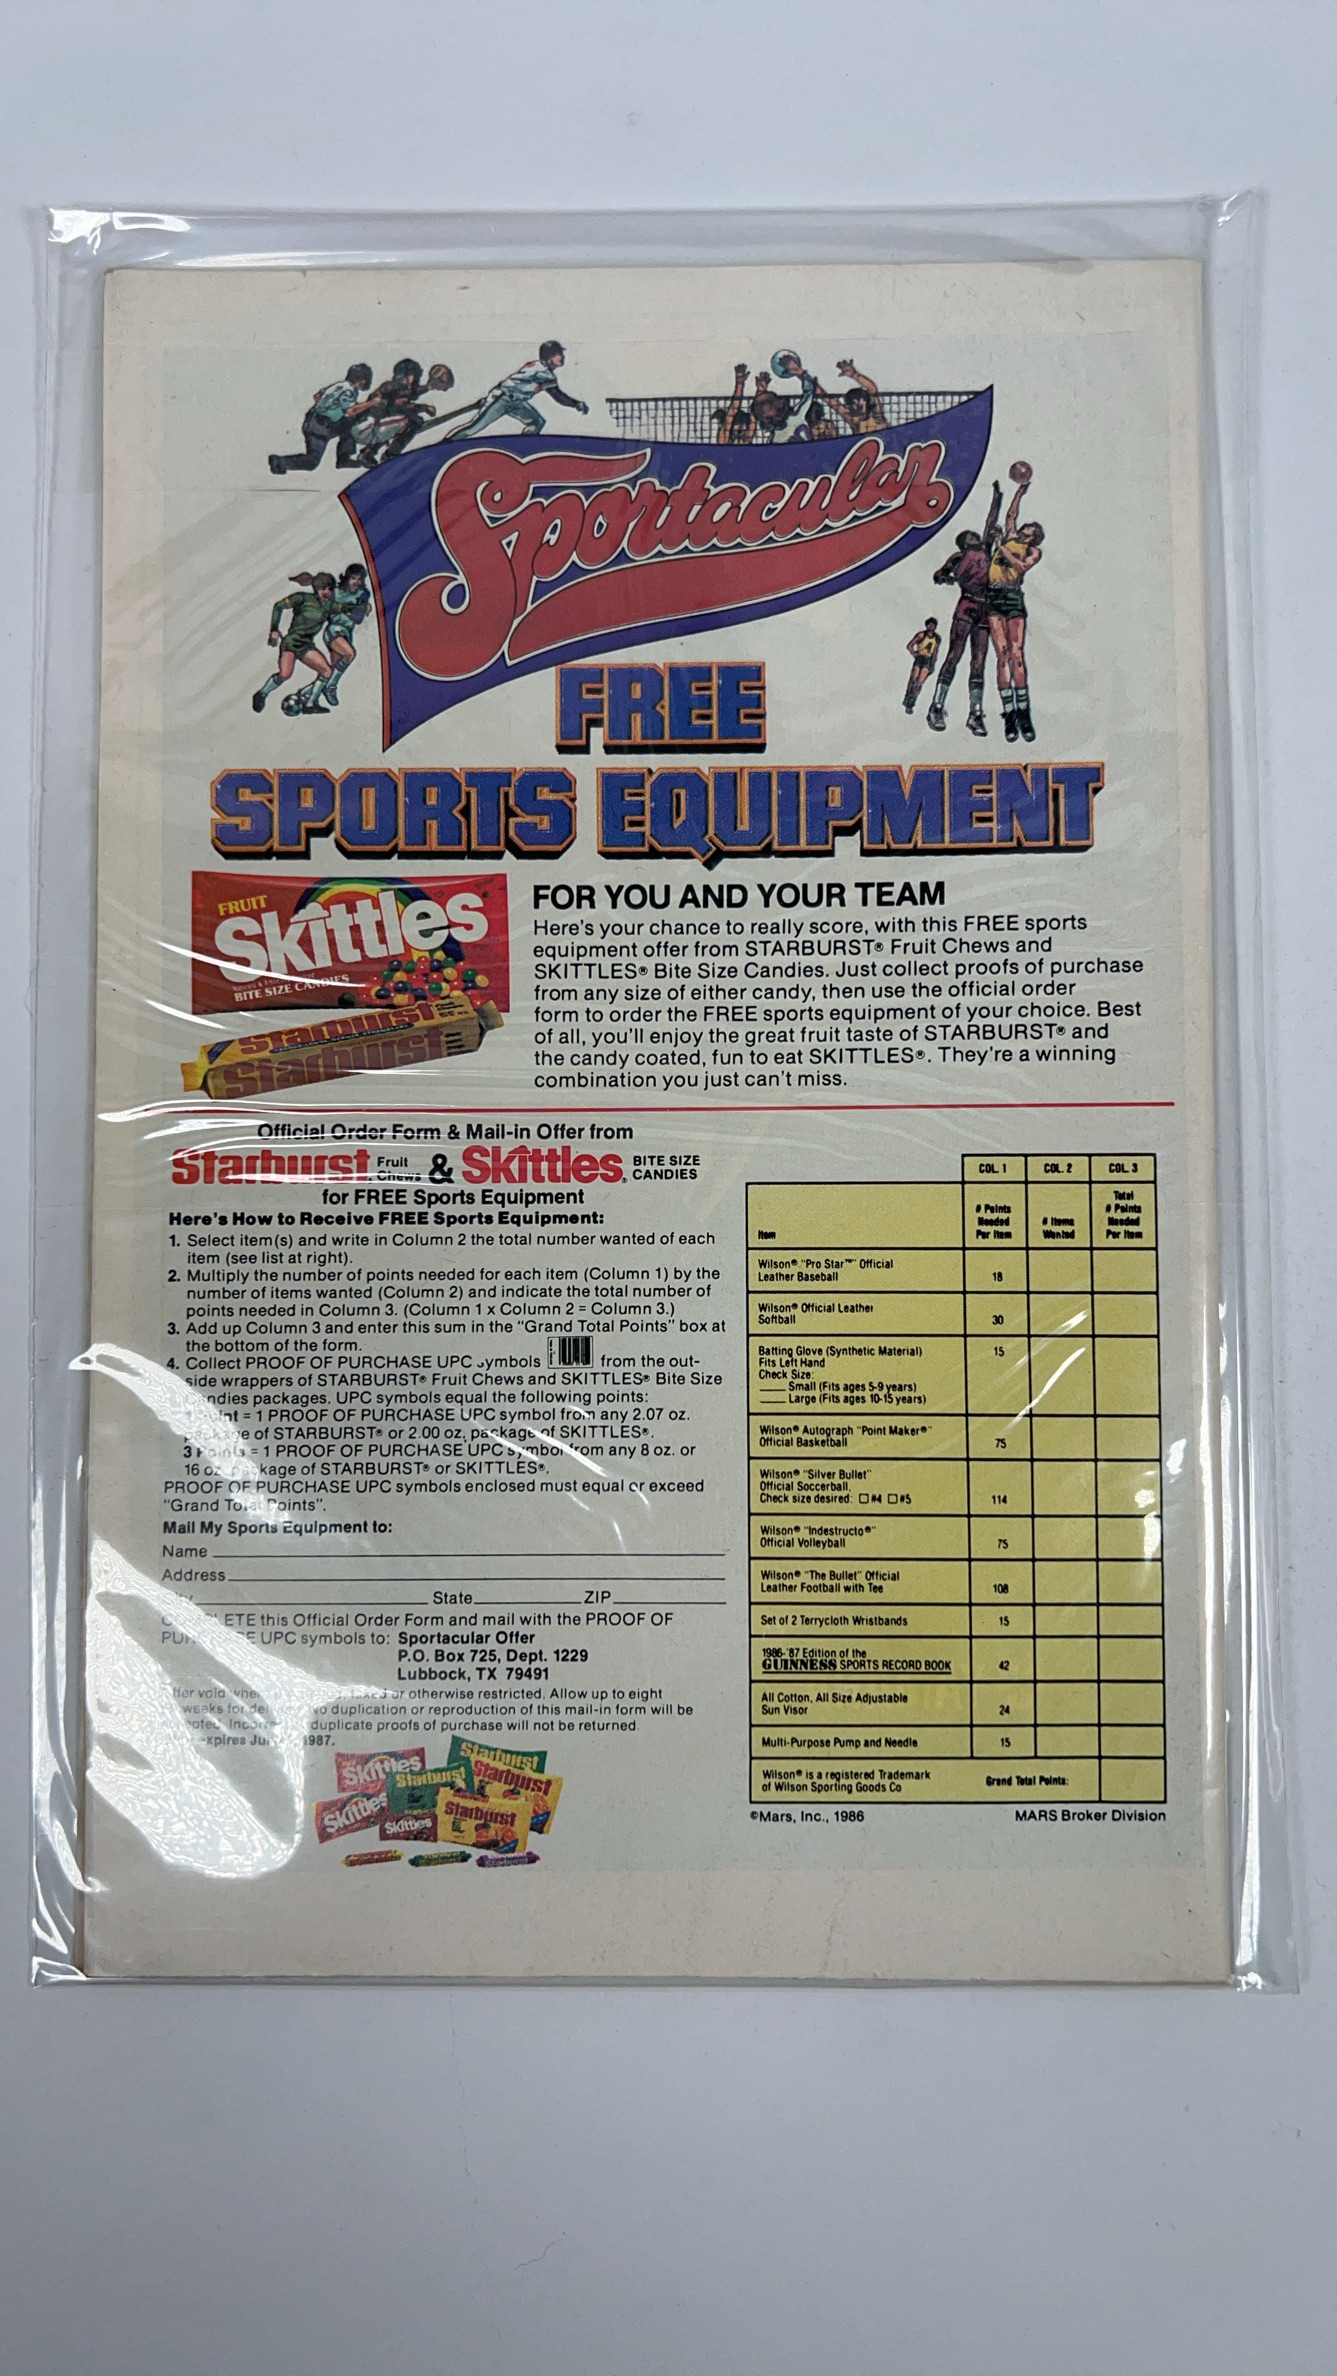 Sportacular
FREE
SPORTS EQUIPMENT
FRUIT
Skittles
BITE SIZE CANDIES
Starburst
Starburst
FOR YOU AND YOUR TEAM
Here's your chance to really score, with this FREE sports
equipment offer from STARBURST® Fruit Chews and
SKITTLES® Bite Size Candies. Just collect proofs of purchase
from any size of either candy, then use the official order
form to order the FREE sports equipment of your choice. Best
of all, you'll enjoy the great fruit taste of STARBURST® and
the candy coated, fun to eat SKITTLES®. They're a winning
combination you just can't miss.
Official Order Form & Mail-in Offer from
Starburst Fruit Chews & Skittles BITE SIZE CANDIES
for FREE Sports Equipment
Here's How to Receive FREE Sports Equipment:
1. Select item(s) and write in Column 2 the total number wanted of each
item (see list at right).
2. Multiply the number of points needed for each item (Column 1) by the
number of items wanted (Column 2) and indicate the total number of
points needed in Column 3. (Column 1 x Column 2 = Column 3.)
3. Add up Column 3 and enter this sum in the "Grand Total Points" box at
the bottom of the form.
4. Collect PROOF OF PURCHASE UPC symbols from the out-
side wrappers of STARBURST® Fruit Chews and SKITTLES® Bite Size
packages. UPC symbols equal the following points:
= 1 PROOF OF PURCHASE UPC symbol from any 2.07 oz.
package of STARBURST® or 2.00 oz. package of SKITTLES®.
3 Points = 1 PROOF OF PURCHASE UPC symbol from any 8 oz. or
16 oz. package of STARBURST® or SKITTLES®.
PROOF OF PURCHASE UPC symbols enclosed must equal or exceed
"Grand Total Points".
Mail My Sports Equipment to:
Name
Address
State ZIP
this Official Order Form and mail with the PROOF OF
UPC symbols to: Sportacular Offer
P.O. Box 725, Dept. 1229
Lubbock, TX 79491
void or otherwise restricted. Allow up to eight
weeks for duplication or reproduction of this mail-in form will be
duplicate proofs of purchase will not be returned.
1987.
Skittles
Starburst
Starburst
Starburst
Skittles
Skittles
Starburst
COL. 1 COL. 2 COL. 3
Item # Points Needed Per Item # Items Wanted Total # Points Needed Per Item
Wilson® "Pro Star™" Official
Leather Baseball 18
Wilson® Official Leather
Softball 30
Batting Glove (Synthetic Material) 15
Fits Left Hand
Check Size:
Small (Fits ages 5-9 years)
Large (Fits ages 10-15 years)
Wilson® Autograph "Point Maker®"
Official Basketball 75
Wilson® "Silver Bullet"
Official Soccerball.
Check size desired: □ #4 □ #5 114
Wilson® "Indestructo®"
Official Volleyball 75
Wilson® "The Bullet" Official
Leather Football with Tee 108
Set of 2 Terrycloth Wristbands 15
1986-'87 Edition of the
GUINNESS SPORTS RECORD BOOK 42
All Cotton, All Size Adjustable
Sun Visor 24
Multi-Purpose Pump and Needle 15
Wilson® is a registered Trademark
of Wilson Sporting Goods Co Grand Total Points:
©Mars, Inc., 1986 MARS Broker Division